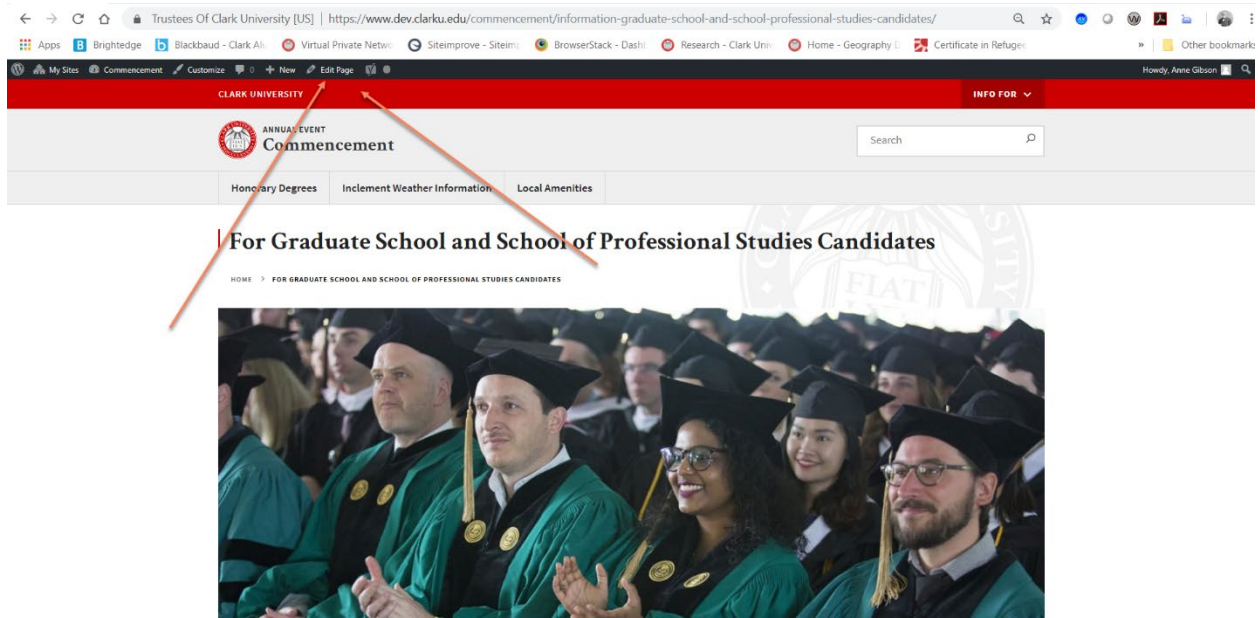 Trustees Of Clark University [US] | https://www.dev.clarku.edu/commencement/information-graduate-school-and-school-professional-studies-candidates/
Apps Brightedge Blackbaud - Clark Al Virtual Private Netwo Siteimprove - Siteim BrowserStack - Dash Research - Clark Univ Home - Geography D Certificate in Refugee » Other bookmarks
My Sites Commencement Customize 0 + New Edit Page Howdy, Anne Gibson
CLARK UNIVERSITY INFO FOR
ANNUAL EVENT
Commencement
Search
Honorary Degrees Inclement Weather Information Local Amenities
For Graduate School and School of Professional Studies Candidates
HOME > FOR GRADUATE SCHOOL AND SCHOOL OF PROFESSIONAL STUDIES CANDIDATES
FIAT